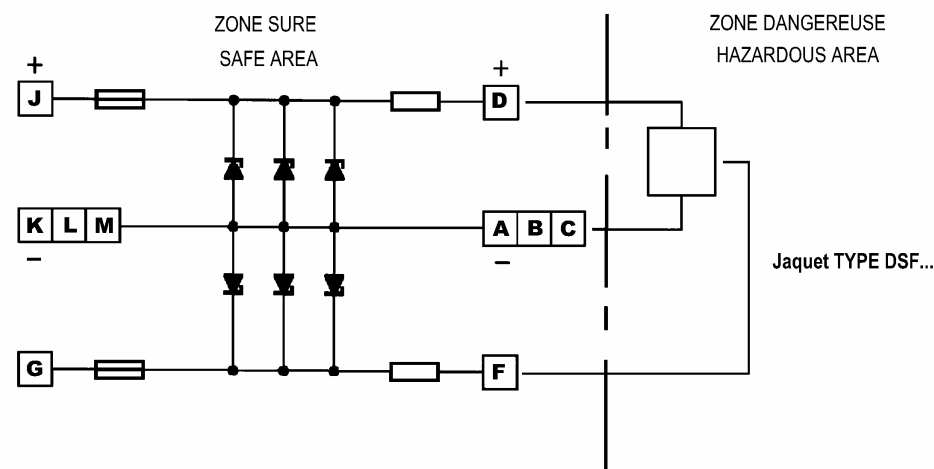 ZONE SURE
SAFE AREA
ZONE DANGEREUSE
HAZARDOUS AREA
+
J
+
D
K L M
−
A B C
−
Jaquet TYPE DSF...
G
F